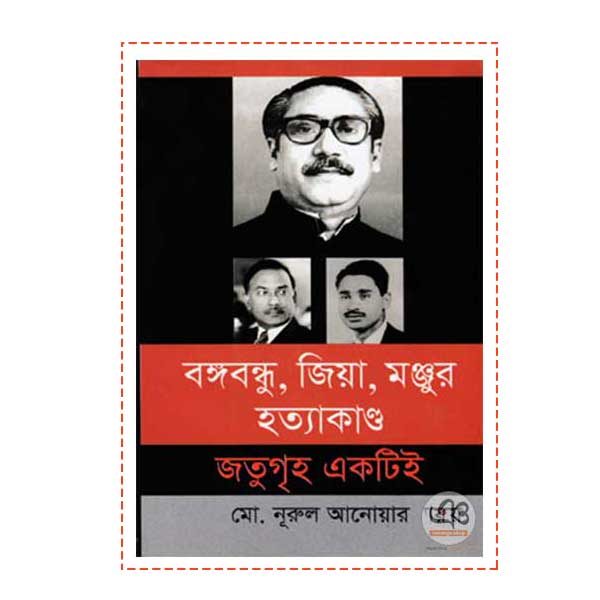 বঙ্গবন্ধু, জিয়া, মঞ্জুর
হত্যাকাণ্ড
জতুগৃহ একটিই
মো. নূরুল আনোয়ার